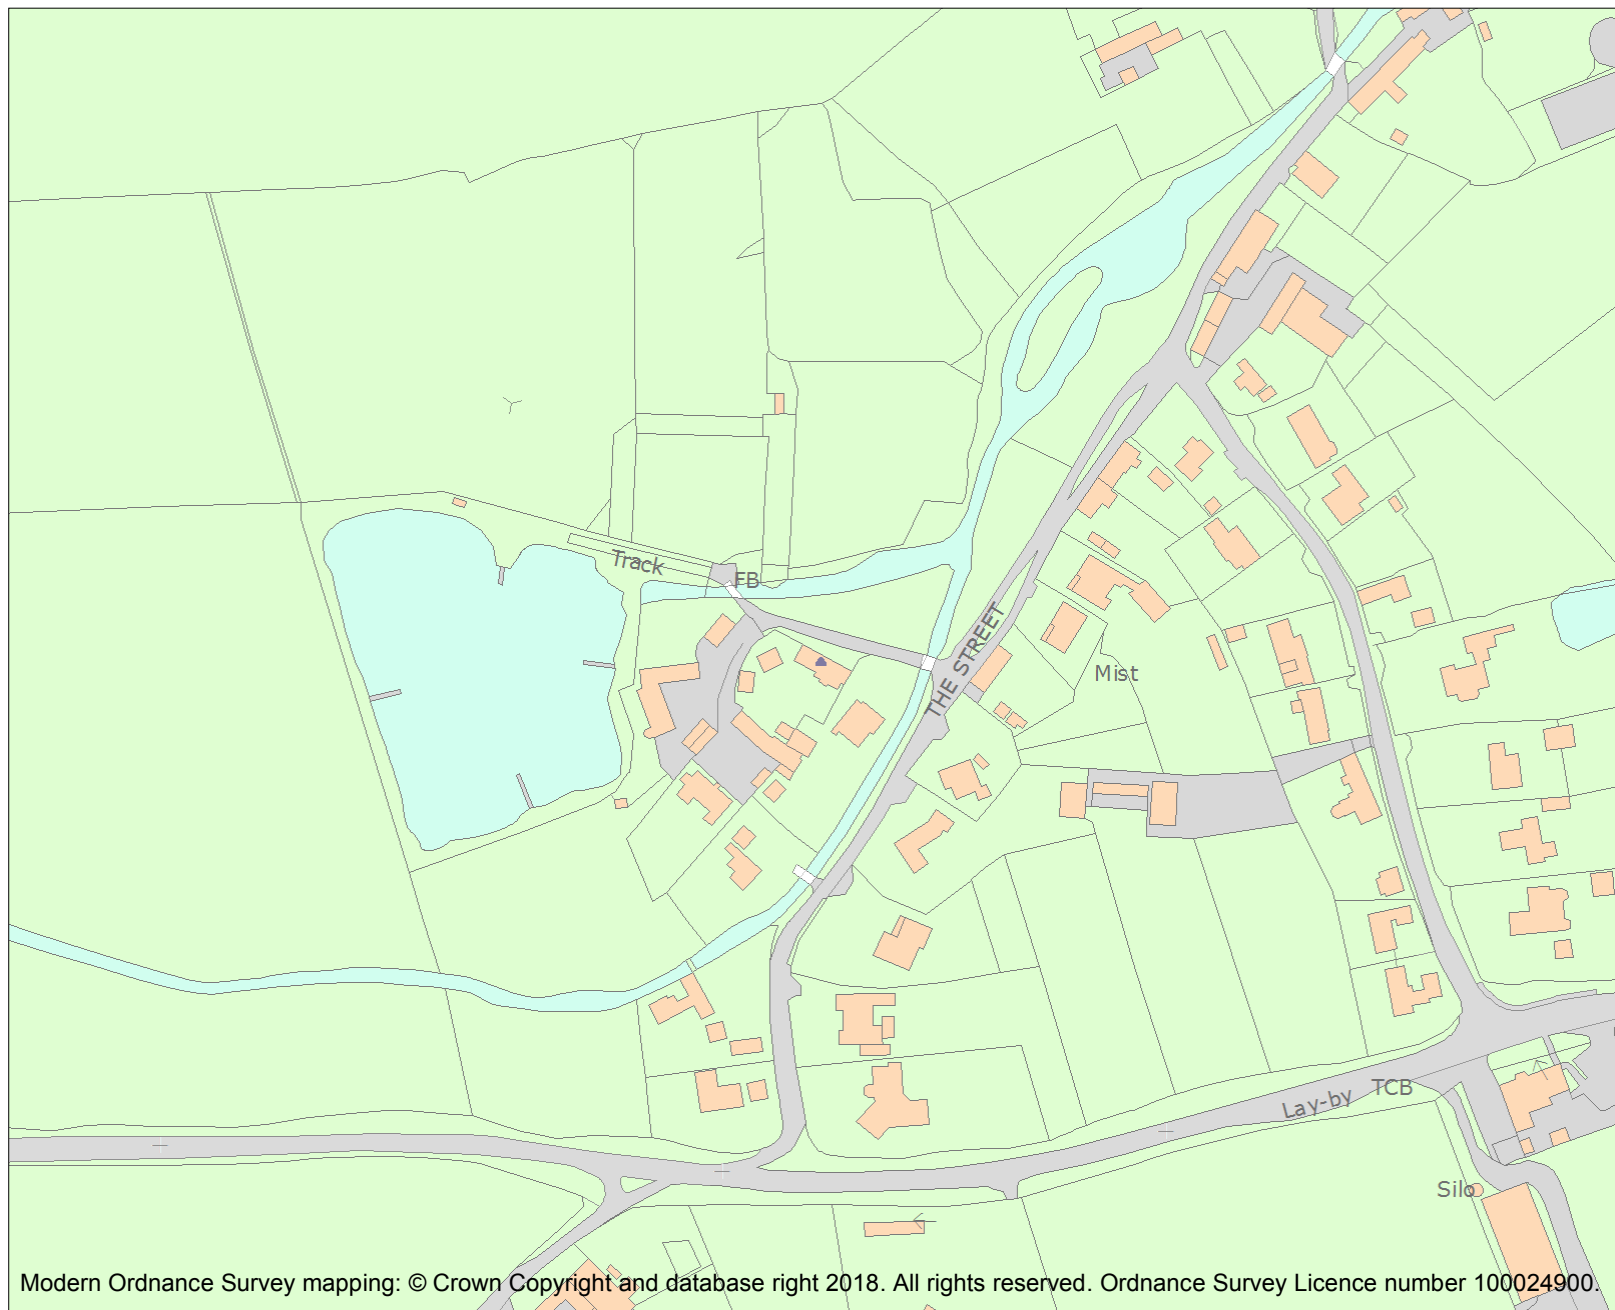 Track
FB
THE STREET
Mist
Lay-by
TCB
Silo
Modern Ordnance Survey mapping: © Crown Copyright and database right 2018. All rights reserved. Ordnance Survey Licence number 100024900.